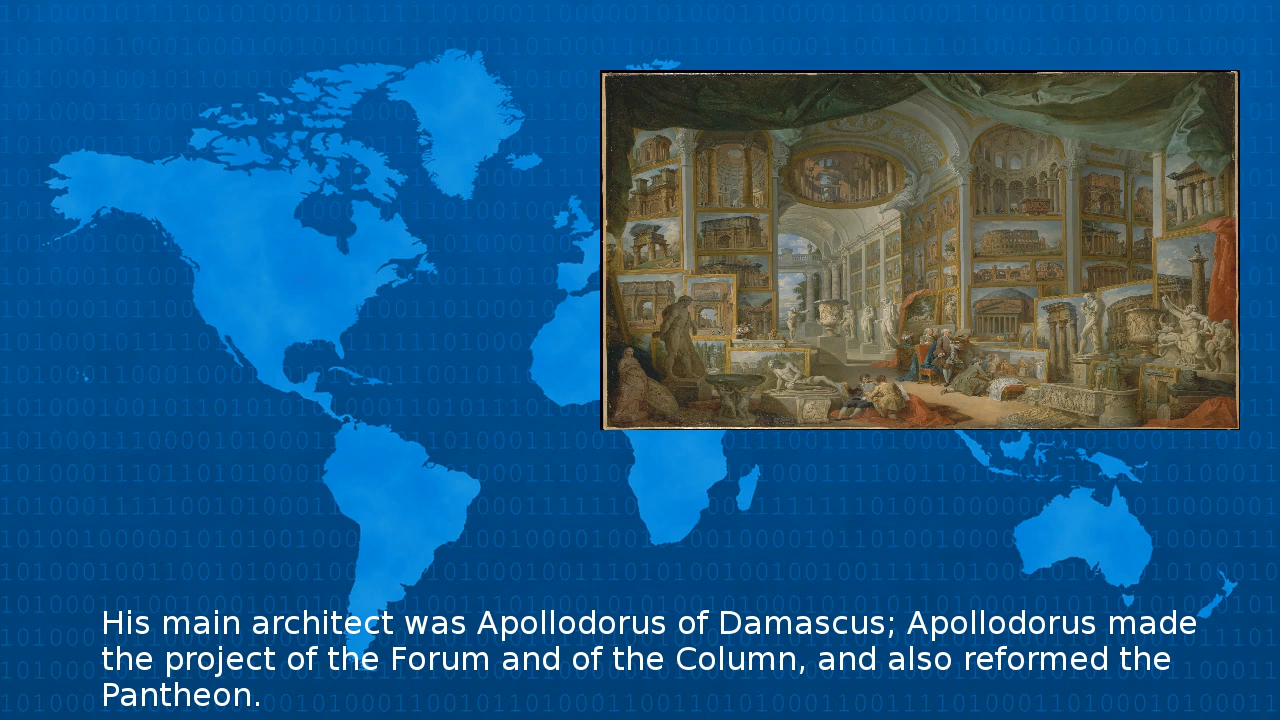 His main architect was Apollodorus of Damascus; Apollodorus made
the project of the Forum and of the Column, and also reformed the
Pantheon.